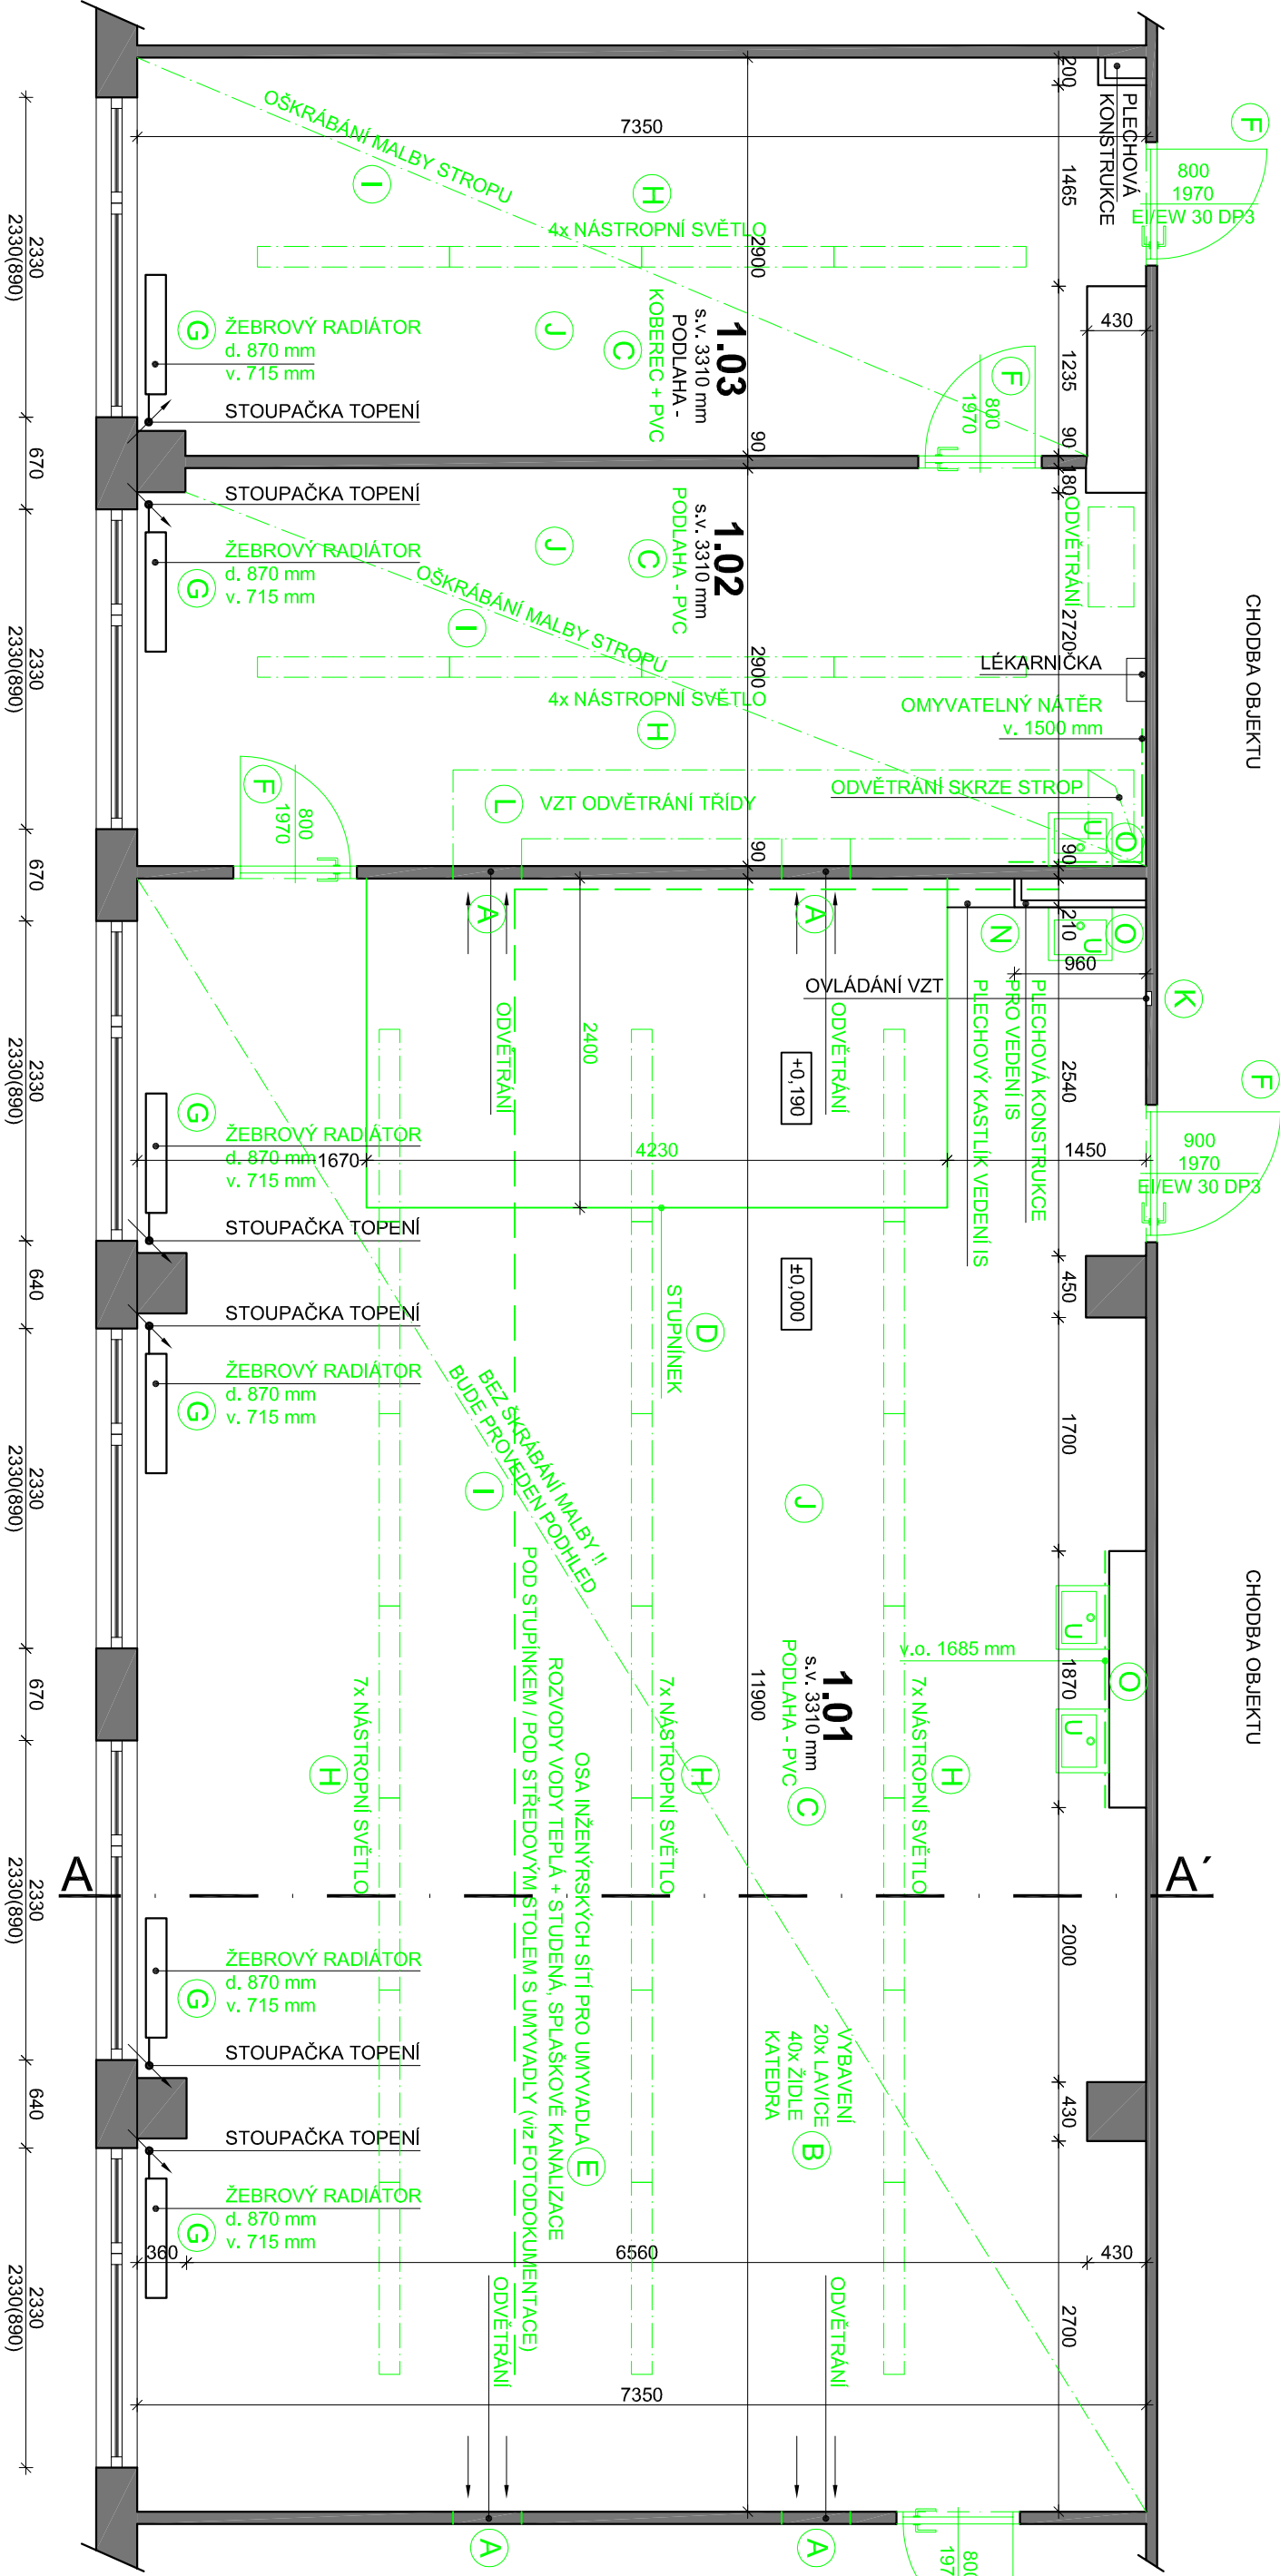 CHODBA OBJEKTU
CHODBA OBJEKTU
F
800
1970
EI/EW 30 DP3
PLECHOVÁ
KONSTRUKCE
200
1465
1235
90
180
2720
90
210
2540
450
1700
1870
2000
430
2700
7350
OŠKRÁBÁNÍ MALBY STROPU
I
H
4x NÁSTROPNÍ SVĚTLO
2900
430
1.03
s.v. 3310 mm
PODLAHA -
KOBEREC + PVC
C
J
G
ŽEBROVÝ RADIÁTOR
d. 870 mm
v. 715 mm
STOUPAČKA TOPENÍ
F
800
1970
90
STOUPAČKA TOPENÍ
ŽEBROVÝ RADIÁTOR
d. 870 mm
v. 715 mm
G
1.02
s.v. 3310 mm
PODLAHA - PVC
C
J
ODVĚTRÁNÍ
OŠKRÁBÁNÍ MALBY STROPU
I
2900
4x NÁSTROPNÍ SVĚTLO
H
LÉKARNIČKA
OMYVATELNÝ NÁTĚR
v. 1500 mm
ODVĚTRÁNÍ SKRZE STROP
L
VZT ODVĚTRÁNÍ TŘÍDY
U
O
F
800
1970
90
A
A
N
U
O
960
OVLÁDÁNÍ VZT
K
PLECHOVÁ KONSTRUKCE
PRO VEDENÍ IS
PLECHOVÝ KASTLÍK VEDENÍ IS
ODVĚTRÁNÍ
ODVĚTRÁNÍ
2400
+0,190
F
900
1970
EI/EW 30 DP3
G
ŽEBROVÝ RADIÁTOR
d. 870 mm
v. 715 mm
1670
4230
1450
STOUPAČKA TOPENÍ
±0,000
STUPNÍNEK
D
STOUPAČKA TOPENÍ
ŽEBROVÝ RADIÁTOR
d. 870 mm
v. 715 mm
G
BEZ ŠKRÁBÁNÍ MALBY !!
BUDE PROVEDEN PODHLED
I
J
U
U
O
v.o. 1685 mm
1.01
s.v. 3310 mm
PODLAHA - PVC
C
11900
7x NÁSTROPNÍ SVĚTLO
H
7x NÁSTROPNÍ SVĚTLO
H
7x NÁSTROPNÍ SVĚTLO
H
OSA INŽENÝRSKÝCH SÍTÍ PRO UMYVADLA
ROZVODY VODY TEPLÁ + STUDENÁ, SPLAŠKOVÉ KANALIZACE
POD STUPÍNKEM / POD STŘEDOVÝM STOLEM S UMYVADLY (viz FOTODOKUMENTACE)
E
A
A´
VYBAVENÍ
20x LAVICE
40x ŽIDLE
KATEDRA
B
ŽEBROVÝ RADIÁTOR
d. 870 mm
v. 715 mm
G
STOUPAČKA TOPENÍ
STOUPAČKA TOPENÍ
ŽEBROVÝ RADIÁTOR
d. 870 mm
v. 715 mm
G
360
6560
430
ODVĚTRÁNÍ
ODVĚTRÁNÍ
7350
A
A
800
2330
2330(890)
670
2330
2330(890)
670
2330
2330(890)
640
2330
2330(890)
670
2330
2330(890)
640
2330
2330(890)